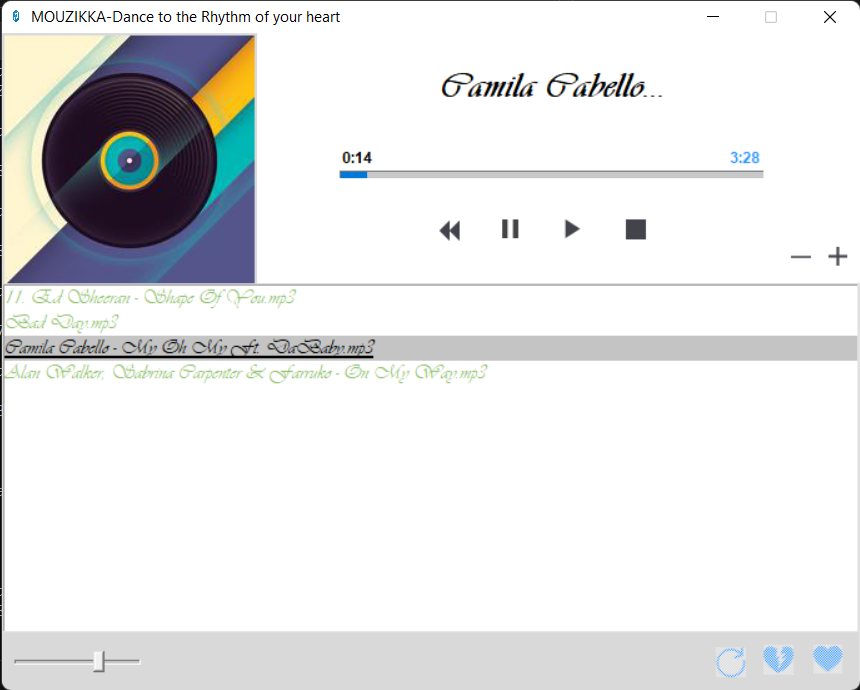 MOUZIKKA-Dance to the Rhythm of your heart
Camila Cabello...
0:14 3:28
11. Ed Sheeran - Shape Of You.mp3
Bad Day.mp3
Camila Cabello - My Oh My Ft. DaBaby.mp3
Alan Walker, Sabrina Carpenter & Farruko - On My Way.mp3